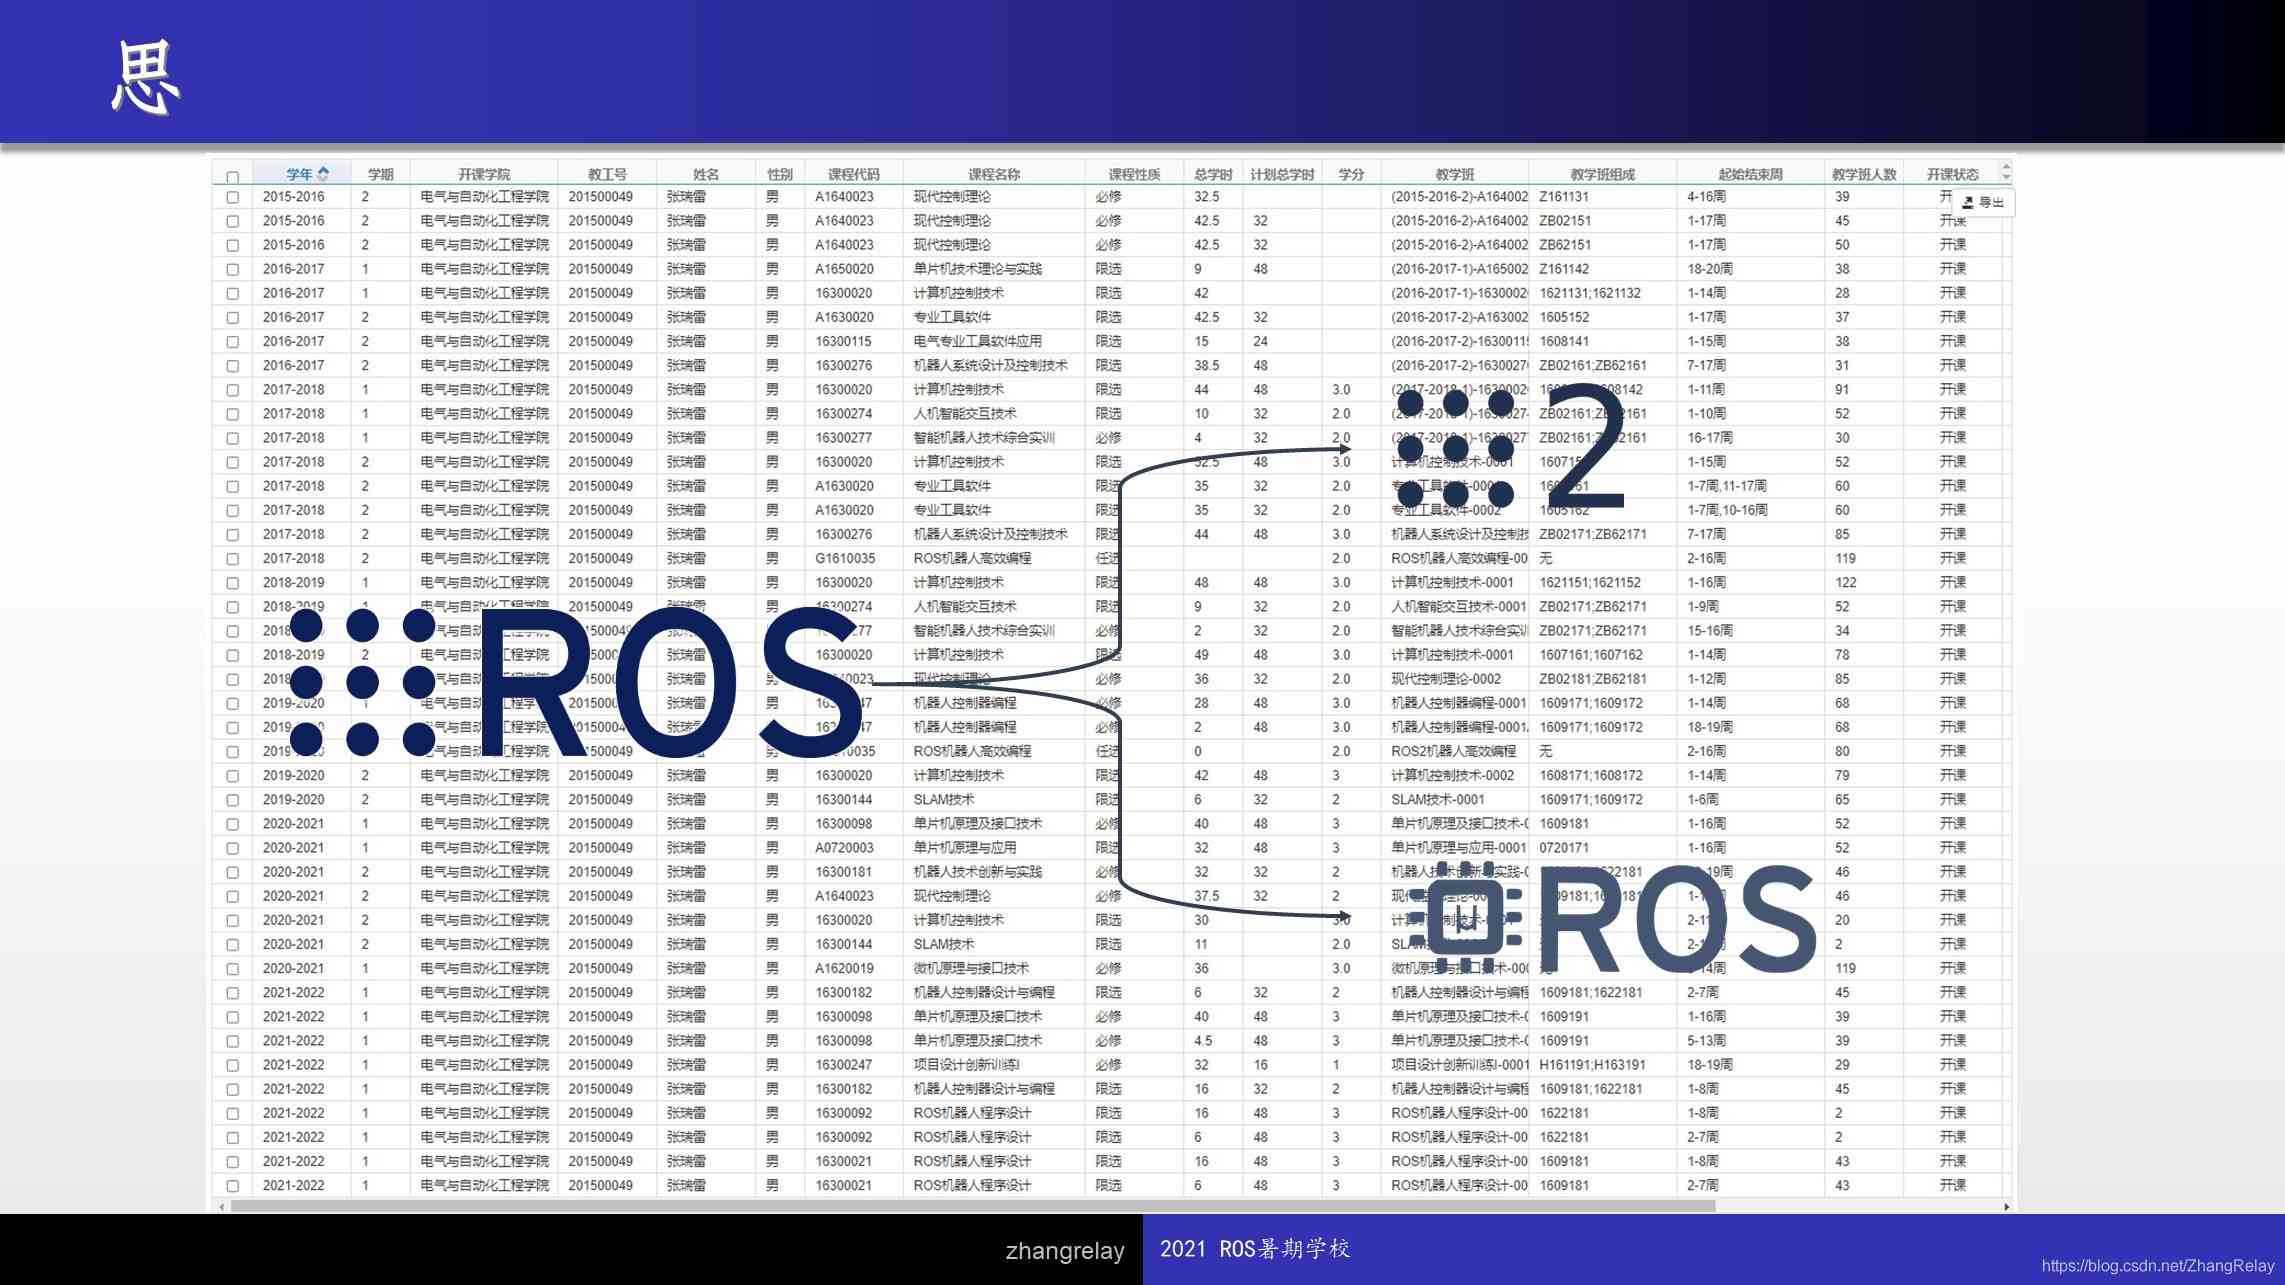 思
学年 学期 开课学院 教工号 姓名 性别 课程代码 课程名称 课程性质 总学时 计划总学时 学分 教学班 教学班组成 起始结束周 教学班人数 开课状态
导出
2015-2016 2 电气与自动化工程学院 201500049 张瑞雷 男 A1640023 现代控制理论 必修 32.5 (2015-2016-2)-A164002 Z161131 4-16周 39
2015-2016 2 电气与自动化工程学院 201500049 张瑞雷 男 A1640023 现代控制理论 必修 42.5 32 (2015-2016-2)-A164002 ZB02151 1-17周 45 开课
2015-2016 2 电气与自动化工程学院 201500049 张瑞雷 男 A1640023 现代控制理论 必修 42.5 32 (2015-2016-2)-A164002 ZB62151 1-17周 50 开课
2016-2017 1 电气与自动化工程学院 201500049 张瑞雷 男 A1650020 单片机技术理论与实践 限选 9 48 (2016-2017-1)-A165002 Z161142 18-20周 38 开课
2016-2017 1 电气与自动化工程学院 201500049 张瑞雷 男 16300020 计算机控制技术 限选 42 (2016-2017-1)-1630002 1621131;1621132 1-14周 28 开课
2016-2017 2 电气与自动化工程学院 201500049 张瑞雷 男 A1630020 专业工具软件 限选 42.5 32 (2016-2017-2)-A163002 1605152 1-17周 37 开课
2016-2017 2 电气与自动化工程学院 201500049 张瑞雷 男 16300115 电气专业工具软件应用 限选 15 24 (2016-2017-2)-1630011 1608141 1-15周 38 开课
2016-2017 2 电气与自动化工程学院 201500049 张瑞雷 男 16300276 机器人系统设计及控制技术 限选 38.5 48 (2016-2017-2)-1630027 ZB02161;ZB62161 7-17周 31 开课
2017-2018 1 电气与自动化工程学院 201500049 张瑞雷 男 16300020 计算机控制技术 限选 44 48 3.0 1-11周 91 开课
2017-2018 1 电气与自动化工程学院 201500049 张瑞雷 男 16300274 人机智能交互技术 限选 10 32 2.0 1-10周 52 开课
2017-2018 1 电气与自动化工程学院 201500049 张瑞雷 男 16300277 智能机器人技术综合实训 必修 4 32 2.0 16-17周 30 开课
2017-2018 2 电气与自动化工程学院 201500049 张瑞雷 男 16300020 计算机控制技术 限选 52.5 48 3.0 计算机控制技术-0001 1-15周 52 开课
2017-2018 2 电气与自动化工程学院 201500049 张瑞雷 男 A1630020 专业工具软件 限选 35 32 2.0 1-7周,11-17周 60 开课
2017-2018 2 电气与自动化工程学院 201500049 张瑞雷 男 A1630020 专业工具软件 限选 35 32 2.0 专业工具软件-0002 1605162 1-7周,10-16周 60 开课
2017-2018 2 电气与自动化工程学院 201500049 张瑞雷 男 16300276 机器人系统设计及控制技术 限选 44 48 3.0 机器人系统设计及控制技 ZB02171;ZB62171 7-17周 85 开课
2017-2018 2 电气与自动化工程学院 201500049 张瑞雷 男 G1610035 ROS机器人高效编程 任选 2.0 ROS机器人高效编程-00 无 2-16周 119 开课
2018-2019 1 电气与自动化工程学院 201500049 张瑞雷 男 16300020 计算机控制技术 限选 48 48 3.0 计算机控制技术-0001 1621151;1621152 1-16周 122 开课
2018-2019 1 电气与自动化工程学院 201500049 张瑞雷 男 16300274 人机智能交互技术 限选 9 32 2.0 人机智能交互技术-0001 ZB02171;ZB62171 1-9周 52 开课
智能机器人技术综合实训 必修 2 32 2.0 智能机器人技术综合实训 ZB02171;ZB62171 15-16周 34 开课
2018-2019 2 16300020 计算机控制技术 限选 49 48 3.0 计算机控制技术-0001 1607161;1607162 1-14周 78 开课
现代控制理论 必修 36 32 2.0 现代控制理论-0002 ZB02181;ZB62181 1-12周 85 开课
2019-2020 1 机器人控制器编程 必修 28 48 3.0 机器人控制器编程-0001 1609171;1609172 1-14周 68 开课
机器人控制器编程 必修 2 48 3.0 机器人控制器编程-0001 1609171;1609172 18-19周 68 开课
ROS机器人高效编程 任选 0 2.0 ROS2机器人高效编程 无 2-16周 80 开课
2019-2020 2 电气与自动化工程学院 201500049 张瑞雷 男 16300020 计算机控制技术 限选 42 48 3 计算机控制技术-0002 1608171;1608172 1-14周 79 开课
2019-2020 2 电气与自动化工程学院 201500049 张瑞雷 男 16300144 SLAM技术 限选 6 32 2 SLAM技术-0001 1609171;1609172 1-6周 65 开课
2020-2021 1 电气与自动化工程学院 201500049 张瑞雷 男 16300098 单片机原理及接口技术 必修 40 48 3 单片机原理及接口技术-0 1609181 1-16周 52 开课
2020-2021 1 电气与自动化工程学院 201500049 张瑞雷 男 A0720003 单片机原理与应用 限选 32 48 3 单片机原理与应用-0001 0720171 1-16周 52 开课
2020-2021 2 电气与自动化工程学院 201500049 张瑞雷 男 16300181 机器人技术创新与实践 必修 32 32 2 46 开课
2020-2021 2 电气与自动化工程学院 201500049 张瑞雷 男 A1640023 现代控制理论 必修 37.5 32 2 46 开课
2020-2021 2 电气与自动化工程学院 201500049 张瑞雷 男 16300020 计算机控制技术 限选 30 3.0 20 开课
2020-2021 2 电气与自动化工程学院 201500049 张瑞雷 男 16300144 SLAM技术 限选 11 2.0 2 开课
2020-2021 1 电气与自动化工程学院 201500049 张瑞雷 男 A1620019 微机原理与接口技术 必修 36 3.0 119 开课
2021-2022 1 电气与自动化工程学院 201500049 张瑞雷 男 16300182 机器人控制器设计与编程 限选 6 32 2 机器人控制器设计与编程 1609181;1622181 2-7周 45 开课
2021-2022 1 电气与自动化工程学院 201500049 张瑞雷 男 16300098 单片机原理及接口技术 必修 40 48 3 单片机原理及接口技术-0 1609191 1-16周 39 开课
2021-2022 1 电气与自动化工程学院 201500049 张瑞雷 男 16300098 单片机原理及接口技术 必修 4.5 48 3 单片机原理及接口技术-0 1609191 5-13周 39 开课
2021-2022 1 电气与自动化工程学院 201500049 张瑞雷 男 16300247 项目设计创新训练I 必修 32 16 1 项目设计创新训练I-0001 H161191;H163191 18-19周 29 开课
2021-2022 1 电气与自动化工程学院 201500049 张瑞雷 男 16300182 机器人控制器设计与编程 限选 16 32 2 机器人控制器设计与编程 1609181;1622181 1-8周 45 开课
2021-2022 1 电气与自动化工程学院 201500049 张瑞雷 男 16300092 ROS机器人程序设计 限选 16 48 3 ROS机器人程序设计-00 1622181 1-8周 2 开课
2021-2022 1 电气与自动化工程学院 201500049 张瑞雷 男 16300092 ROS机器人程序设计 限选 6 48 3 ROS机器人程序设计-00 1622181 2-7周 2 开课
2021-2022 1 电气与自动化工程学院 201500049 张瑞雷 男 16300021 ROS机器人程序设计 限选 16 48 3 ROS机器人程序设计-00 1609181 1-8周 43 开课
2021-2022 1 电气与自动化工程学院 201500049 张瑞雷 男 16300021 ROS机器人程序设计 限选 6 48 3 ROS机器人程序设计-00 1609181 2-7周 43 开课
2
ROS
μ ROS
zhangrelay
2021 ROS暑期学校
https://blog.csdn.net/ZhangRelay